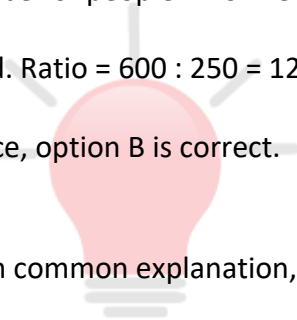 d. Ratio = 600 : 250 = 12
ce, option B is correct.
n common explanation,